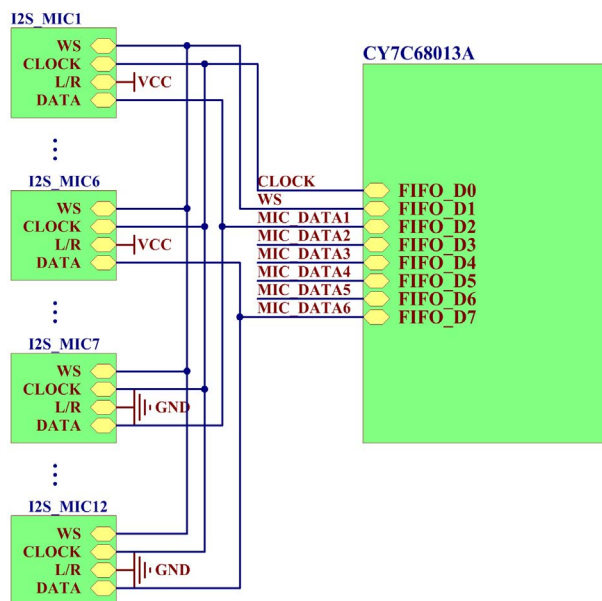 I2S_MIC1
WS
CLOCK
L/R VCC
DATA
I2S_MIC6
WS
CLOCK
L/R VCC
DATA
I2S_MIC7
WS
CLOCK
L/R GND
DATA
I2S_MIC12
WS
CLOCK
L/R GND
DATA
CY7C68013A
CLOCK FIFO_D0
WS FIFO_D1
MIC_DATA1 FIFO_D2
MIC_DATA2 FIFO_D3
MIC_DATA3 FIFO_D4
MIC_DATA4 FIFO_D5
MIC_DATA5 FIFO_D6
MIC_DATA6 FIFO_D7